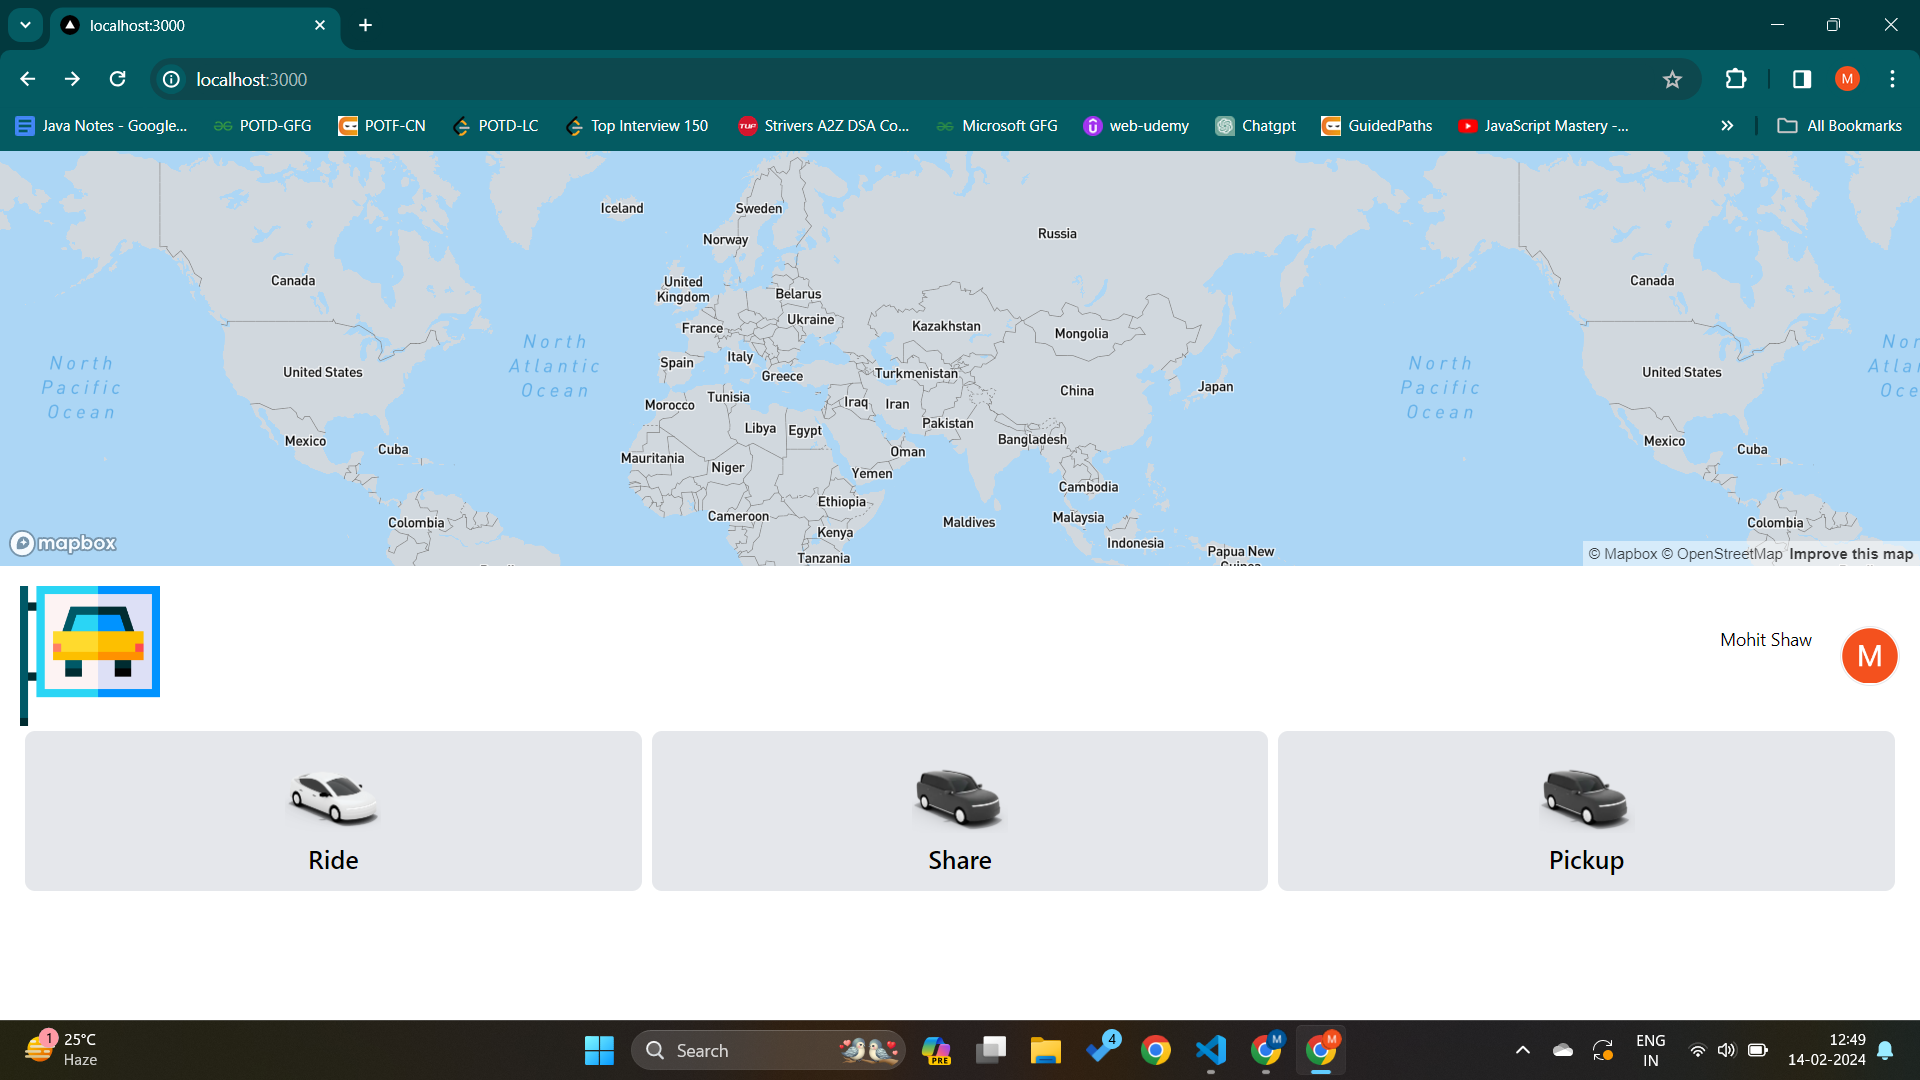 localhost:3000
localhost:3000
M
Java Notes - Google...
POTD-GFG
POTF-CN
POTD-LC
Top Interview 150
TUF
Strivers A2Z DSA Co...
Microsoft GFG
web-udemy
Chatgpt
GuidedPaths
JavaScript Mastery -...
All Bookmarks
Iceland
Sweden
Norway
Russia
Canada
United
Kingdom
Belarus
Ukraine
France
Kazakhstan
Mongolia
North
Atlantic
Ocean
North
Pacific
Ocean
Spain
Italy
Greece
Turkmenistan
United States
China
Japan
Morocco
Tunisia
Iraq
Iran
Libya
Egypt
Pakistan
Bangladesh
Mexico
Cuba
Mauritania
Niger
Oman
Yemen
Cambodia
Ethiopia
Colombia
Cameroon
Kenya
Maldives
Malaysia
Tanzania
Indonesia
Papua New
Guinea
North
Pacific
Ocean
Canada
United States
Mexico
Cuba
Colombia
Nor
Atla
Oce
mapbox
© Mapbox © OpenStreetMap Improve this map
Mohit Shaw
M
Ride
Share
Pickup
1
25°C
Haze
Search
PRE
4
M
M
ENG
IN
12:49
14-02-2024